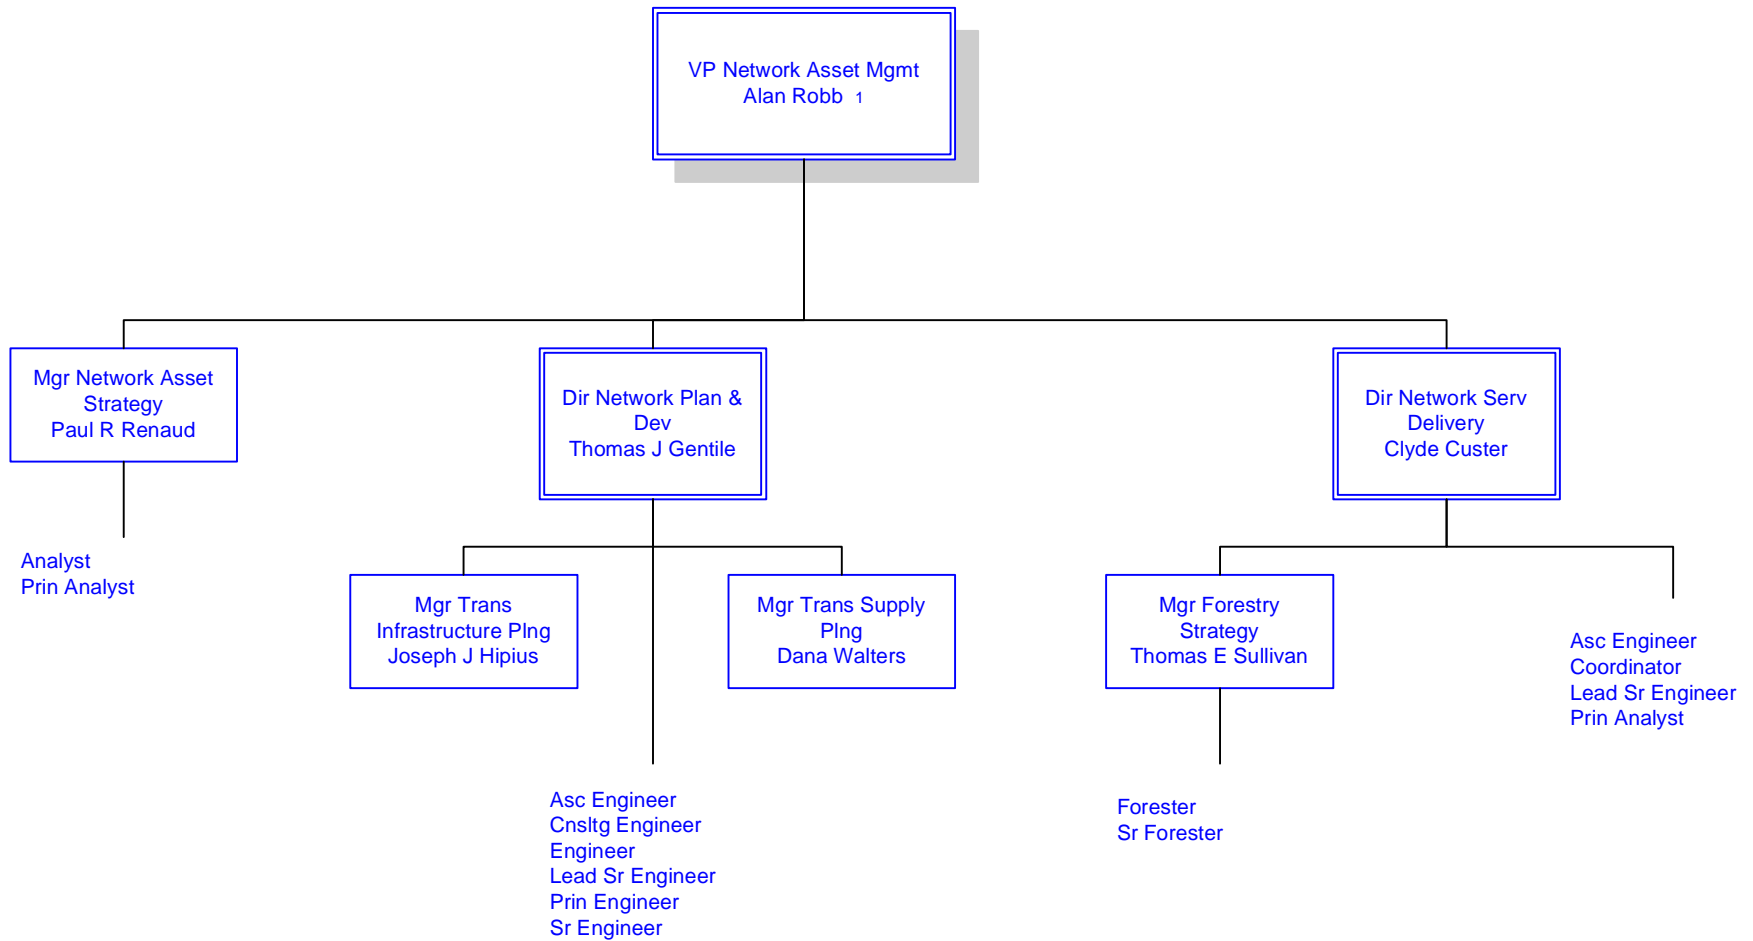 VP Network Asset Mgmt
Alan Robb 1
Mgr Network Asset
Strategy
Paul R Renaud
Dir Network Plan &
Dev
Thomas J Gentile
Dir Network Serv
Delivery
Clyde Custer
Analyst
Prin Analyst
Mgr Trans
Infrastructure Plng
Joseph J Hipius
Mgr Trans Supply
Plng
Dana Walters
Mgr Forestry
Strategy
Thomas E Sullivan
Asc Engineer
Coordinator
Lead Sr Engineer
Prin Analyst
Asc Engineer
Cnsltg Engineer
Engineer
Lead Sr Engineer
Prin Engineer
Sr Engineer
Forester
Sr Forester